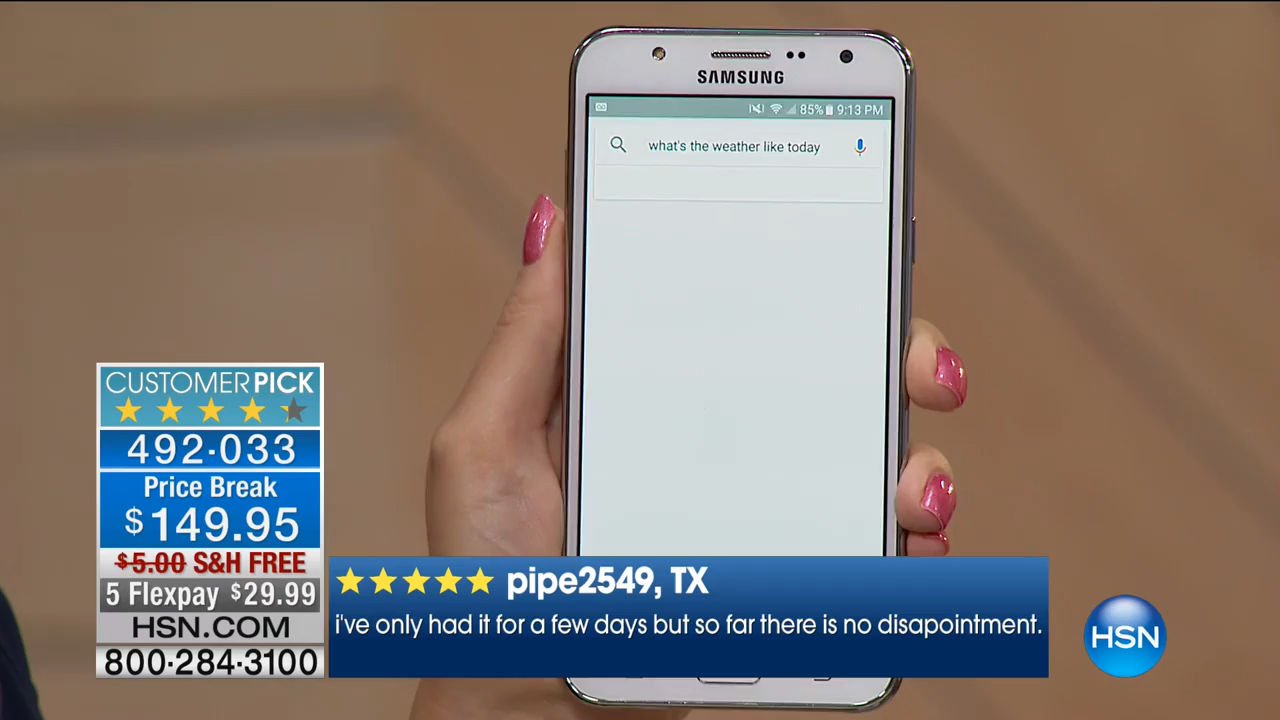 SAMSUNG
85% 9:13 PM
what's the weather like today
CUSTOMER PICK
492·033
Price Break
$149.95
$5.00 S&H FREE
5 Flexpay $29.99
HSN.COM
800·284·3100
pipe2549, TX
i've only had it for a few days but so far there is no disapointment.
HSN